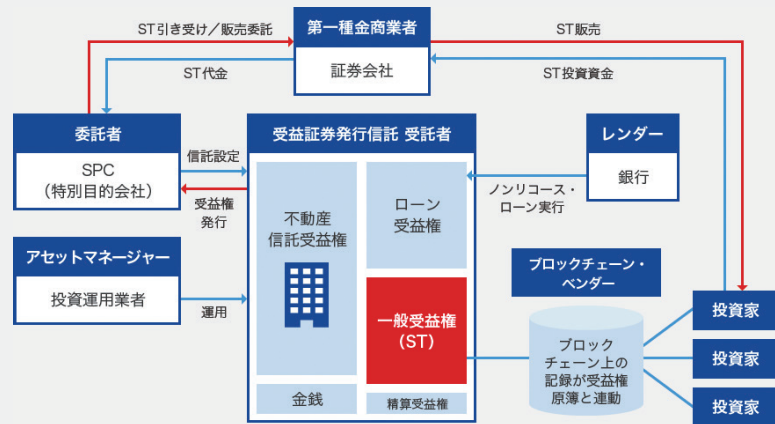 ST引き受け／販売委託
第一種金商業者
ST販売
ST代金
証券会社
ST投資資金
委託者
SPC
（特別目的会社）
信託設定
受益権
発行
受益証券発行信託 受託者
不動産
信託受益権
ローン
受益権
一般受益権
（ST）
金銭
精算受益権
レンダー
銀行
ノンリコース・
ローン実行
アセットマネージャー
投資運用業者
運用
ブロックチェーン・
ベンダー
ブロック
チェーン上の
記録が受益権
原簿と連動
投資家
投資家
投資家